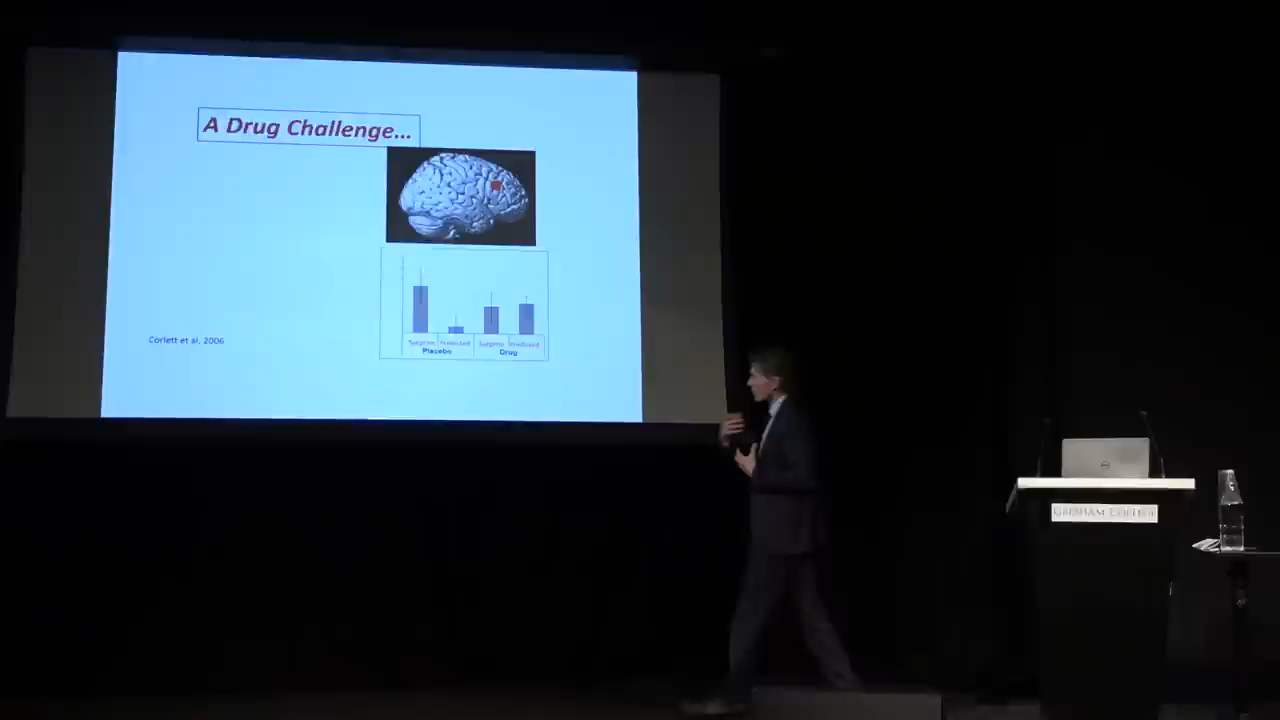 A Drug Challenge...
Corlett et al, 2006
Surprise Predicted Surprise Predicted
Placebo Drug
GRESHAM COLLEGE